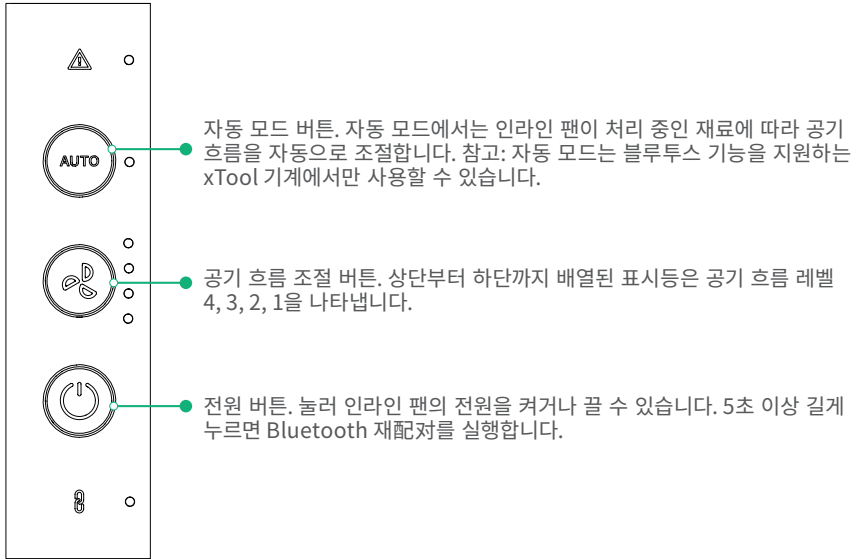 AUTO
자동 모드 버튼. 자동 모드에서는 인라인 팬이 처리 중인 재료에 따라 공기
흐름을 자동으로 조절합니다. 참고: 자동 모드는 블루투스 기능을 지원하는
xTool 기계에서만 사용할 수 있습니다.
공기 흐름 조절 버튼. 상단부터 하단까지 배열된 표시등은 공기 흐름 레벨
4, 3, 2, 1을 나타냅니다.
전원 버튼. 눌러 인라인 팬의 전원을 켜거나 끌 수 있습니다. 5초 이상 길게
누르면 Bluetooth 재配对를 실행합니다.